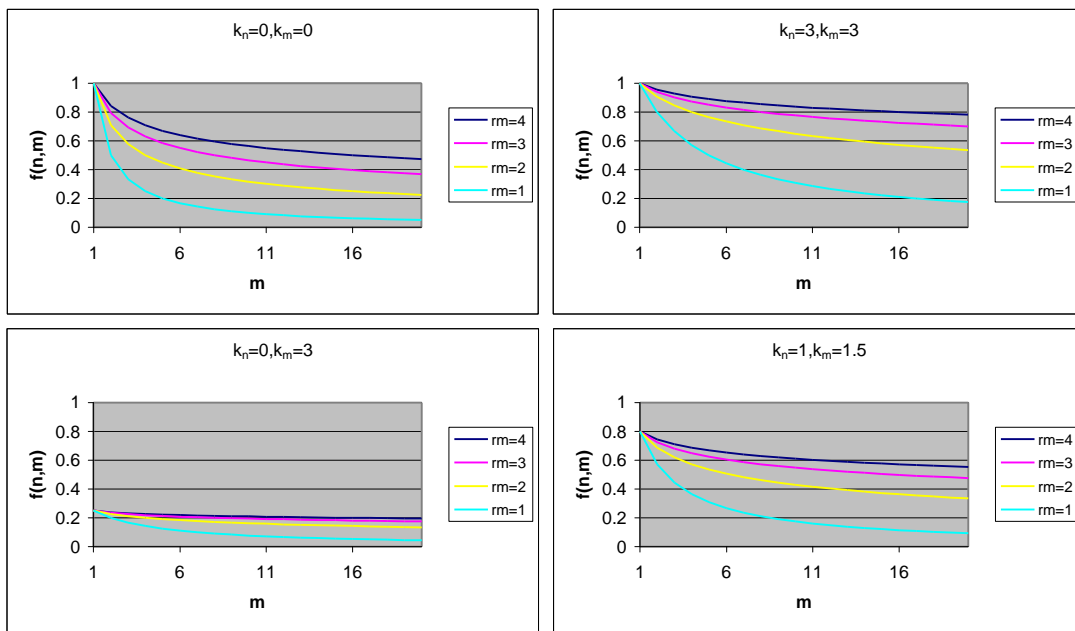 kn=0,km=0
f(n,m)
1
0.8
0.6
0.4
0.2
0
1 6 11 16
m
rm=4
rm=3
rm=2
rm=1
kn=3,km=3
f(n,m)
1
0.8
0.6
0.4
0.2
0
1 6 11 16
m
rm=4
rm=3
rm=2
rm=1
kn=0,km=3
f(n,m)
1
0.8
0.6
0.4
0.2
0
1 6 11 16
m
rm=4
rm=3
rm=2
rm=1
kn=1,km=1.5
f(n,m)
1
0.8
0.6
0.4
0.2
0
1 6 11 16
m
rm=4
rm=3
rm=2
rm=1